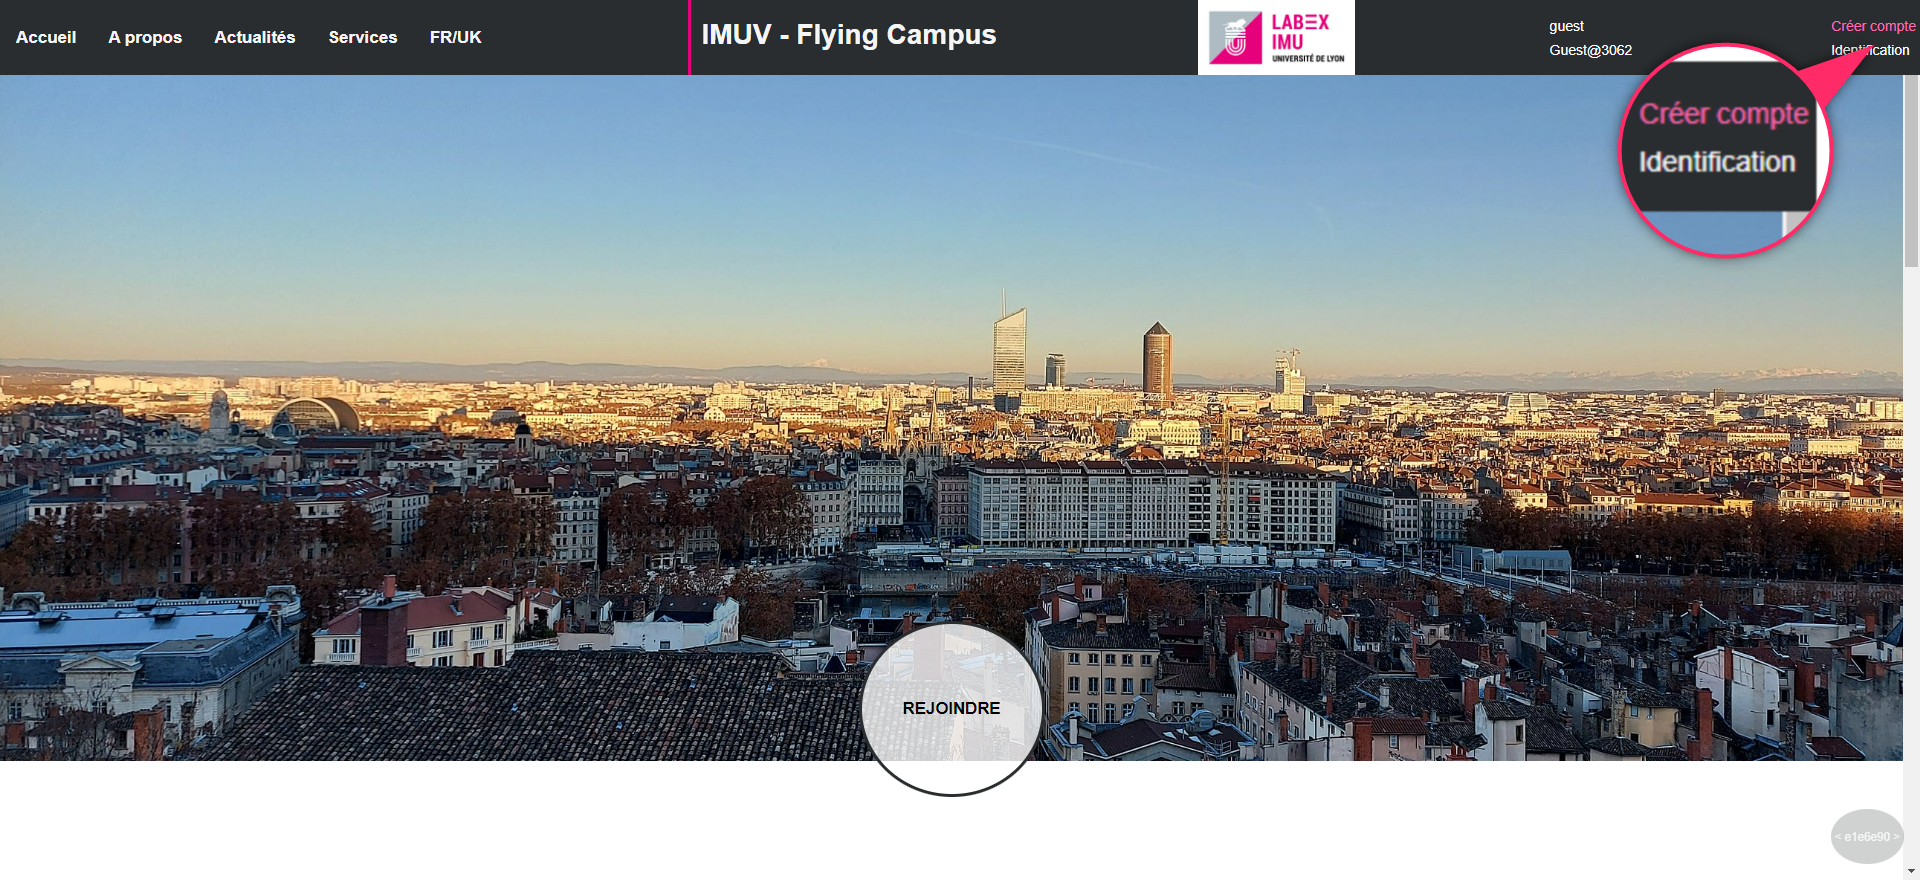 Accueil
A propos
Actualités
Services
FR/UK
IMUV - Flying Campus
LABEX
IMU
UNIVERSITÉ DE LYON
guest
Guest@3062
Créer compte
Identification
Créer compte
Identification
REJOINDRE
< e1e6e90 >